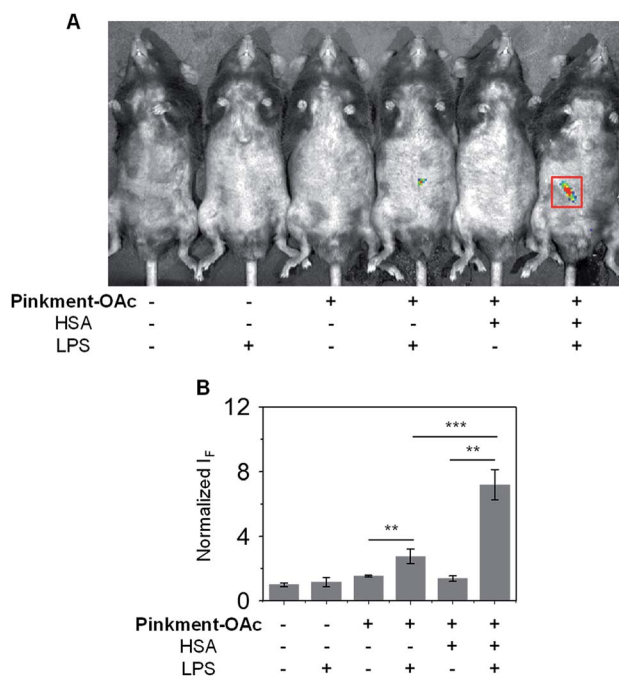 A
Pinkment-OAc - - + + + +
HSA - - - - + +
LPS - + - + - +
B
12
8
4
0
Normalized IF
***
**
**
Pinkment-OAc - - + + + +
HSA - - - - + +
LPS - + - + - +